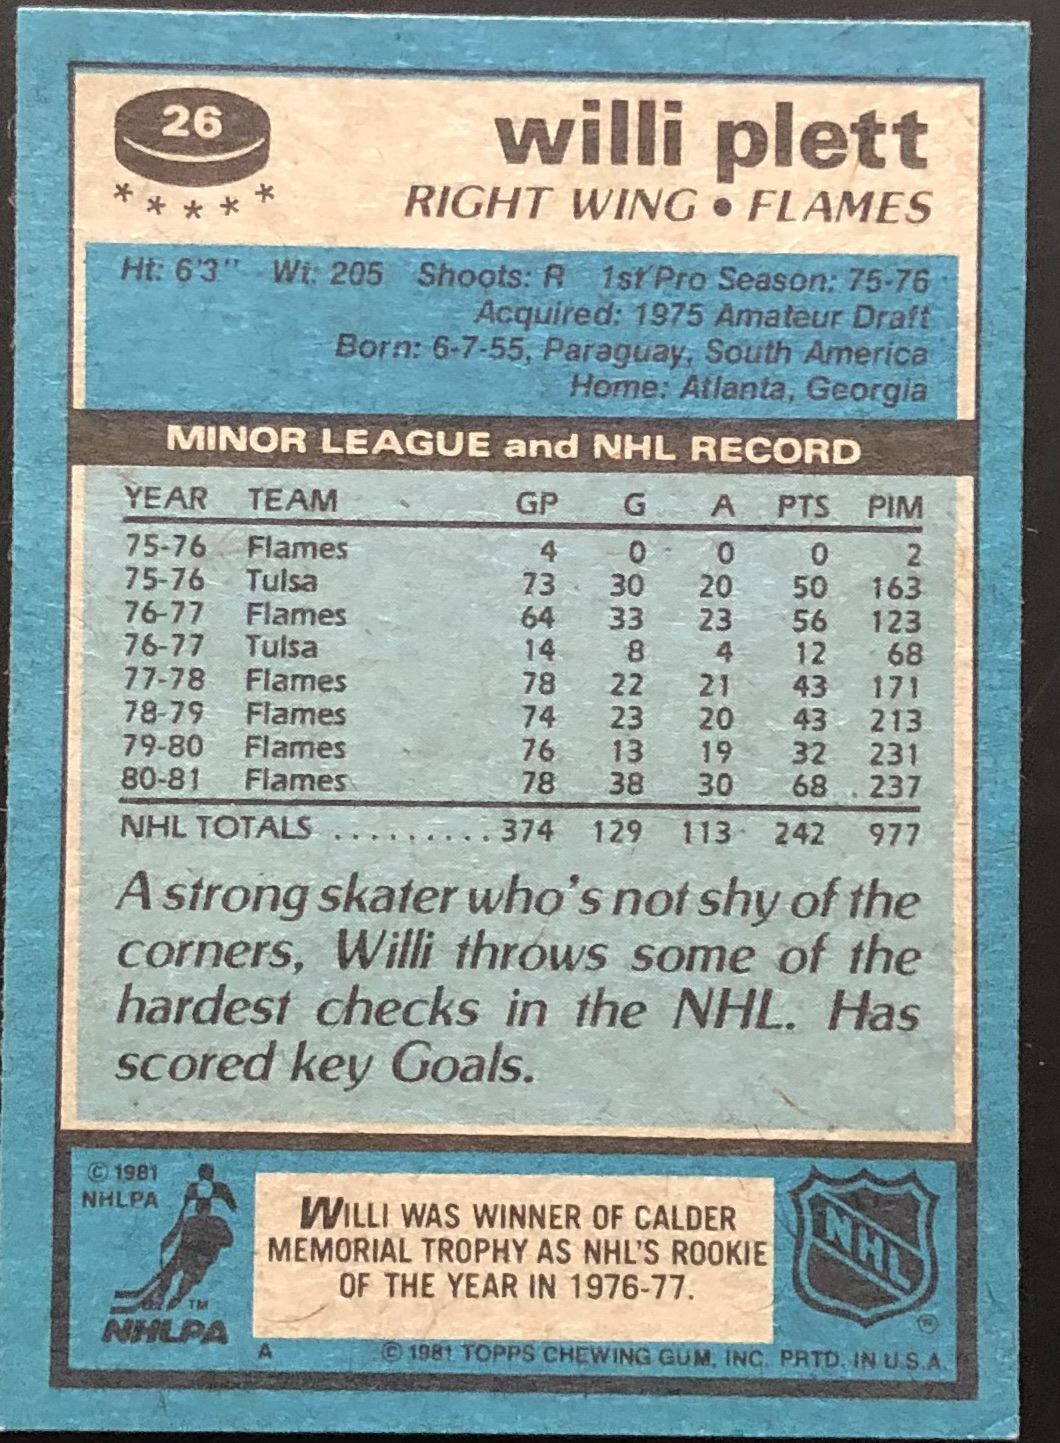 26
willi plett
RIGHT WING • FLAMES
Ht: 6'3" Wt: 205 Shoots: R 1st Pro Season: 75-76
Acquired: 1975 Amateur Draft
Born: 6-7-55, Paraguay, South America
Home: Atlanta, Georgia
MINOR LEAGUE and NHL RECORD
YEAR TEAM GP G A PTS PIM
75-76 Flames 4 0 0 0 2
75-76 Tulsa 73 30 20 50 163
76-77 Flames 64 33 23 56 123
76-77 Tulsa 14 8 4 12 68
77-78 Flames 78 22 21 43 171
78-79 Flames 74 23 20 43 213
79-80 Flames 76 13 19 32 231
80-81 Flames 78 38 30 68 237
NHL TOTALS .......... 374 129 113 242 977
A strong skater who's not shy of the
corners, Willi throws some of the
hardest checks in the NHL. Has
scored key Goals.
© 1981
NHLPA
WILLI WAS WINNER OF CALDER
MEMORIAL TROPHY AS NHL'S ROOKIE
OF THE YEAR IN 1976-77.
TM
NHLPA
NHL
®
A © 1981 TOPPS CHEWING GUM, INC. PRTD. IN U.S.A.